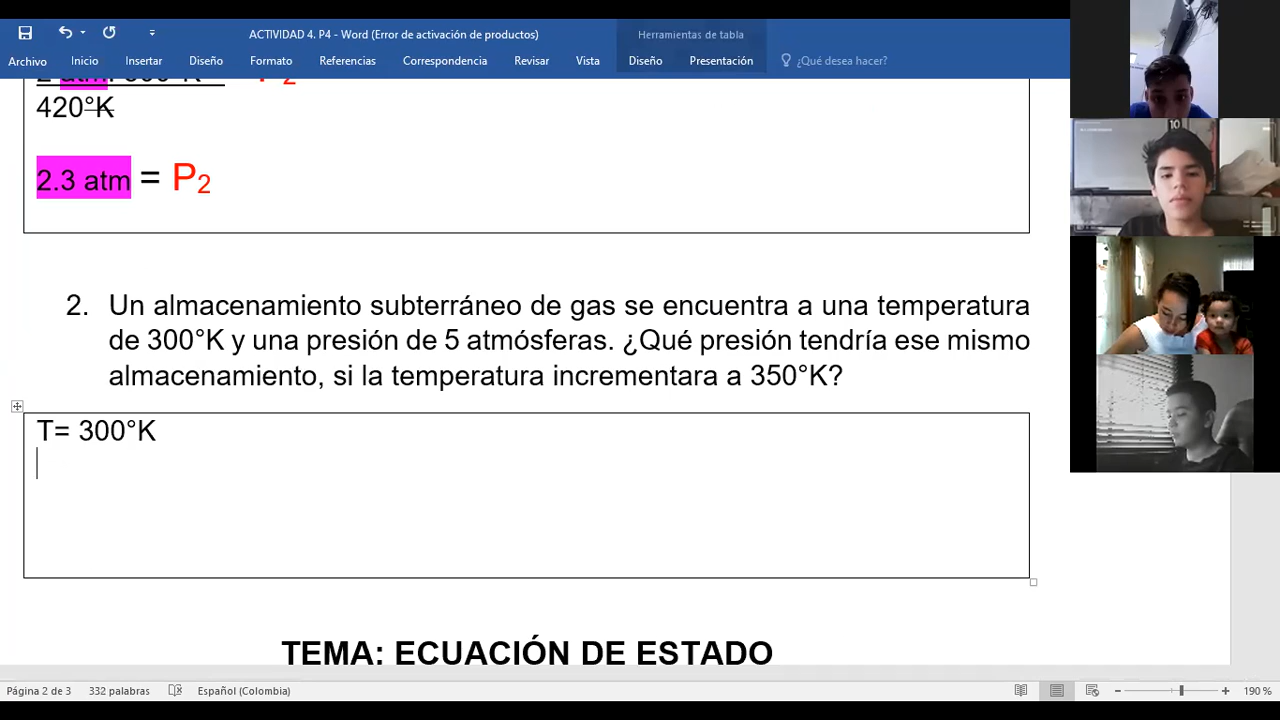 ACTIVIDAD 4. P4 - Word (Error de activación de productos)
Herramientas de tabla
Archivo Inicio Insertar Diseño Formato Referencias Correspondencia Revisar Vista Diseño Presentación ¿Qué desea hacer?
420°K
2.3 atm = P2
2. Un almacenamiento subterráneo de gas se encuentra a una temperatura
de 300°K y una presión de 5 atmósferas. ¿Qué presión tendría ese mismo
almacenamiento, si la temperatura incrementara a 350°K?
T= 300°K
TEMA: ECUACIÓN DE ESTADO
Página 2 de 3 332 palabras Español (Colombia) 190 %
10